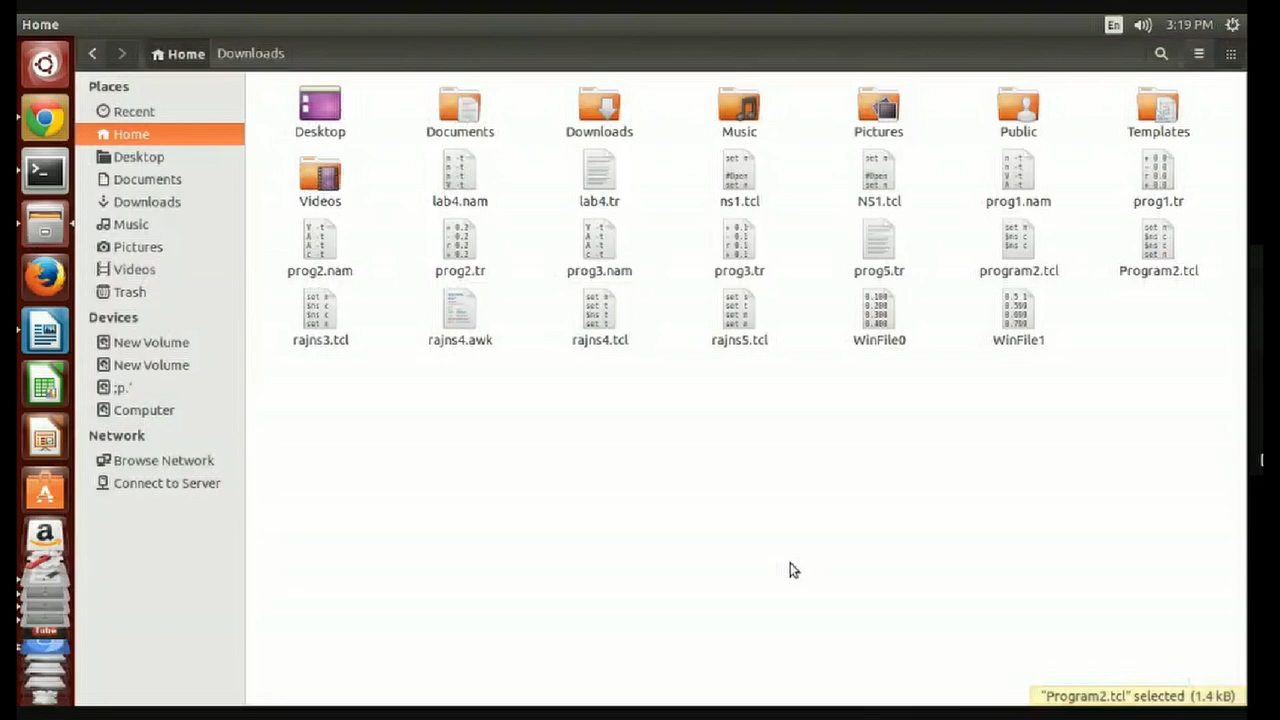 Home
En
3:19 PM
Home
Downloads
Places
Recent
Home
Desktop
Documents
Downloads
Music
Pictures
Videos
Trash
Devices
New Volume
New Volume
;p.'
Computer
Network
Browse Network
Connect to Server
Desktop
Documents
Downloads
Music
Pictures
Public
Templates
Videos
lab4.nam
lab4.tr
ns1.tcl
NS1.tcl
prog1.nam
prog1.tr
prog2.nam
prog2.tr
prog3.nam
prog3.tr
prog5.tr
program2.tcl
Program2.tcl
rajns3.tcl
rajns4.awk
rajns4.tcl
rajns5.tcl
WinFile0
WinFile1
"Program2.tcl" selected (1.4 kB)